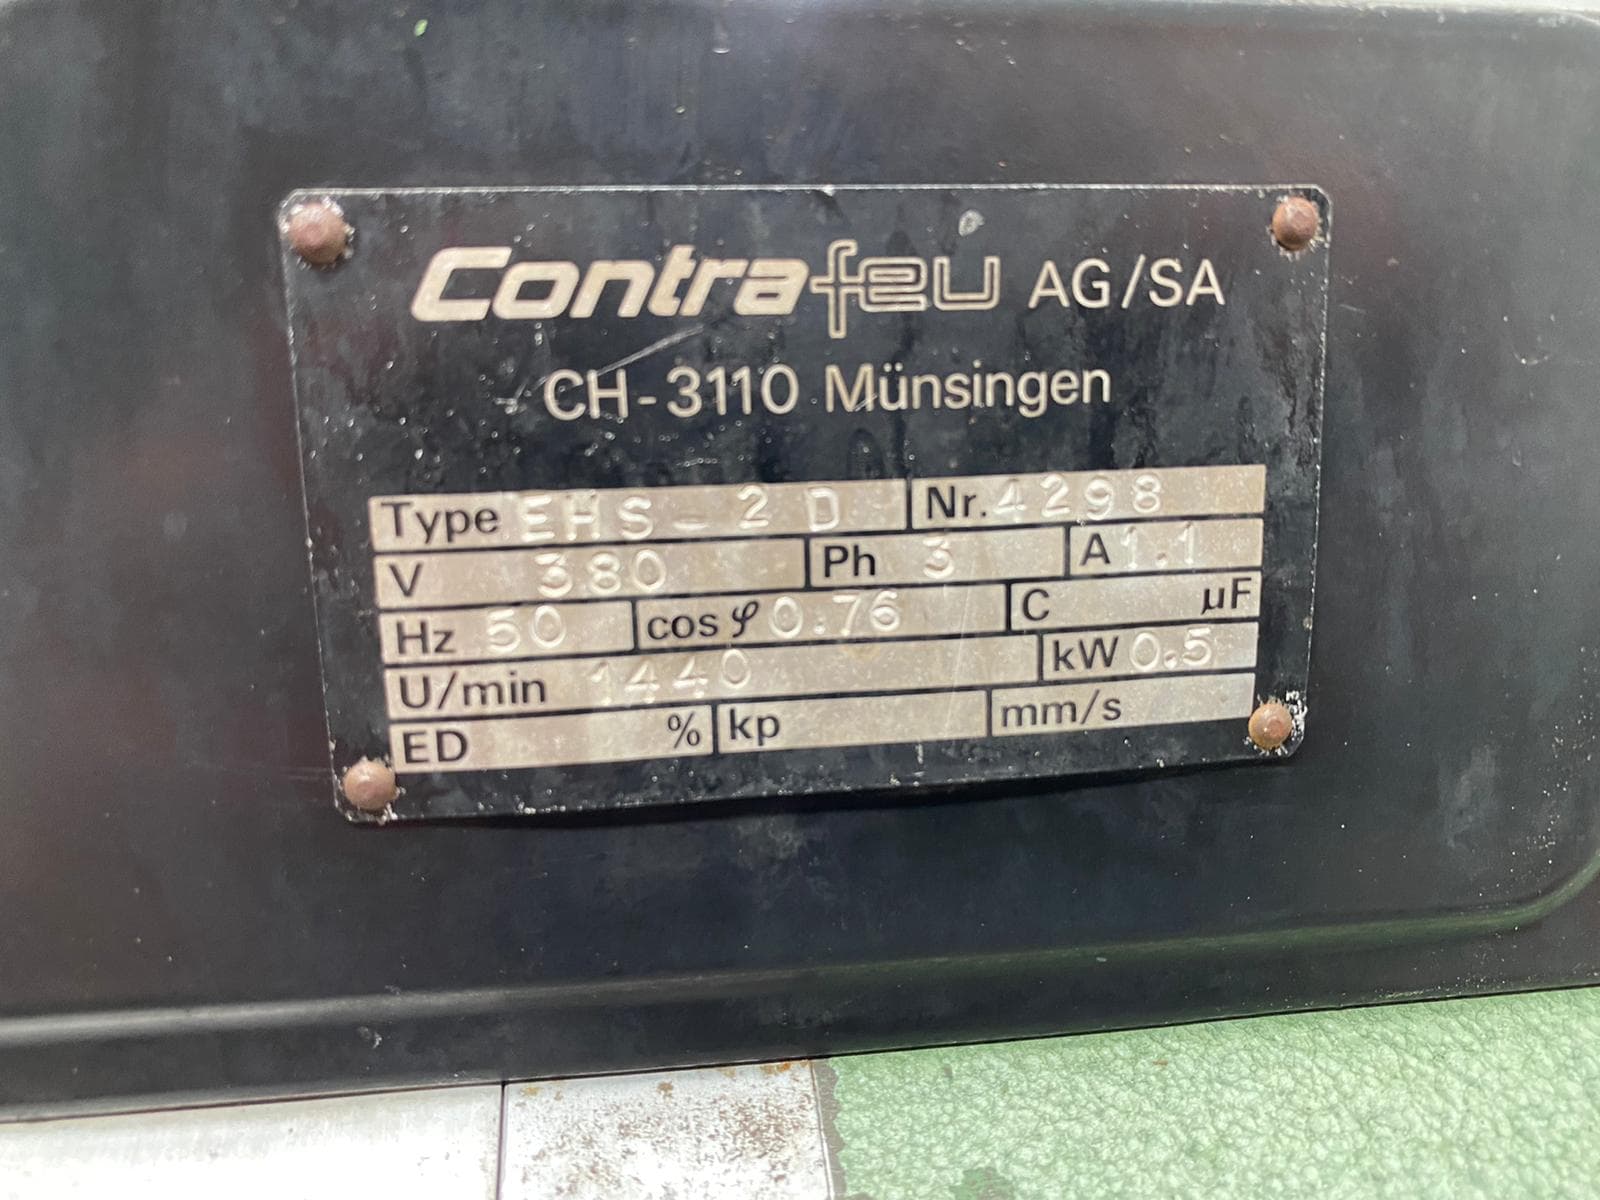 Contrafeu AG/SA
CH-3110 Münsingen
Type EHS-2D Nr. 4298
V 380 Ph 3 A 1.1
Hz 50 cos φ 0.76 C µF
U/min 1440 kW 0.5
ED % kp mm/s